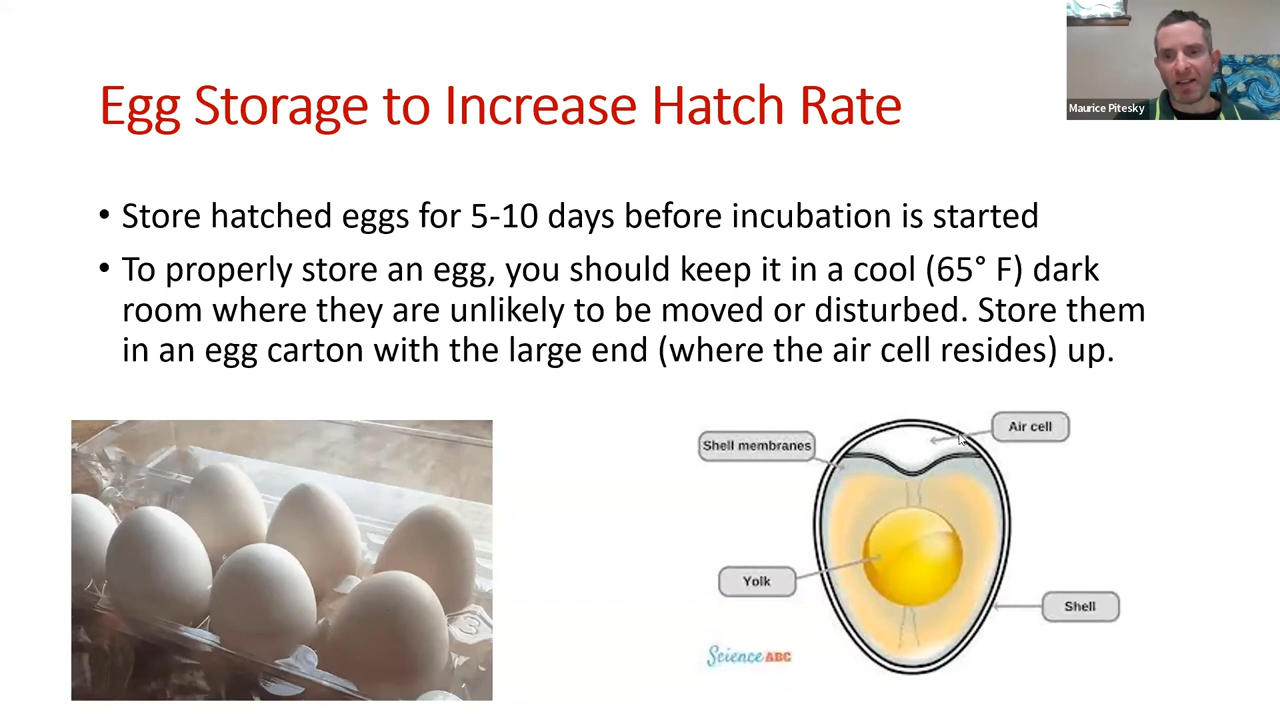 Maurice Pitesky
Egg Storage to Increase Hatch Rate
• Store hatched eggs for 5-10 days before incubation is started
• To properly store an egg, you should keep it in a cool (65° F) dark
room where they are unlikely to be moved or disturbed. Store them
in an egg carton with the large end (where the air cell resides) up.
Air cell
Shell membranes
Yolk
Shell
Science ABC
3